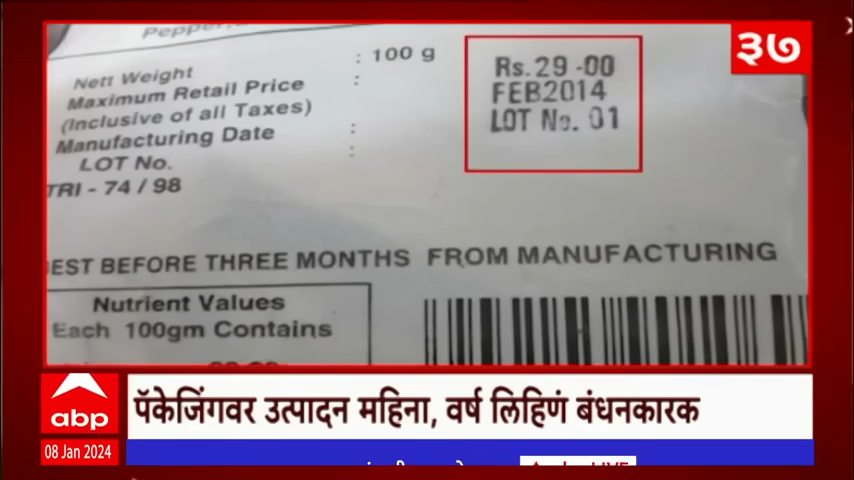 Pepper
३७
Nett Weight : 100 g
Maximum Retail Price :
(Inclusive of all Taxes)
Manufacturing Date :
LOT No. :
TRI - 74 / 98
Rs. 29 -00
FEB2014
LOT No. 01
EST BEFORE THREE MONTHS FROM MANUFACTURING
Nutrient Values
Each 100gm Contains
abp
पॅकेजिंगवर उत्पादन महिना, वर्ष लिहिणं बंधनकारक
08 Jan 2024